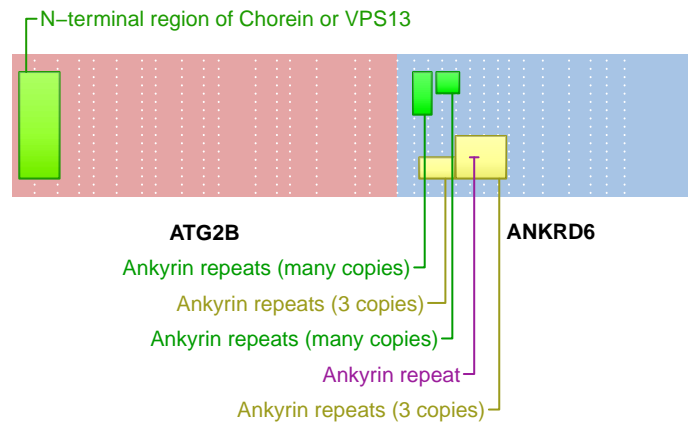 N−terminal region of Chorein or VPS13
ATG2B
ANKRD6
Ankyrin repeats (many copies)
Ankyrin repeats (3 copies)
Ankyrin repeats (many copies)
Ankyrin repeat
Ankyrin repeats (3 copies)